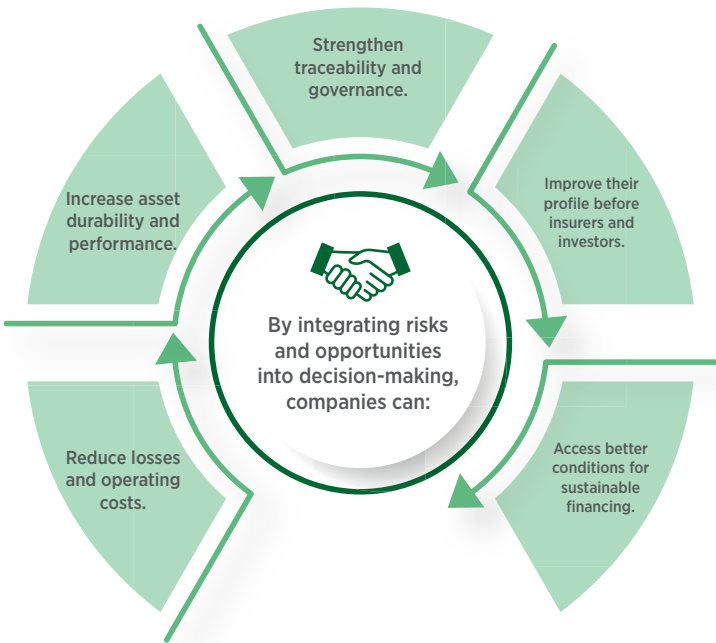 Strengthen
traceability and
governance.
Increase asset
durability and
performance.
Improve their
profile before
insurers and
investors.
By integrating risks
and opportunities
into decision-making,
companies can:
Reduce losses
and operating
costs.
Access better
conditions for
sustainable
financing.